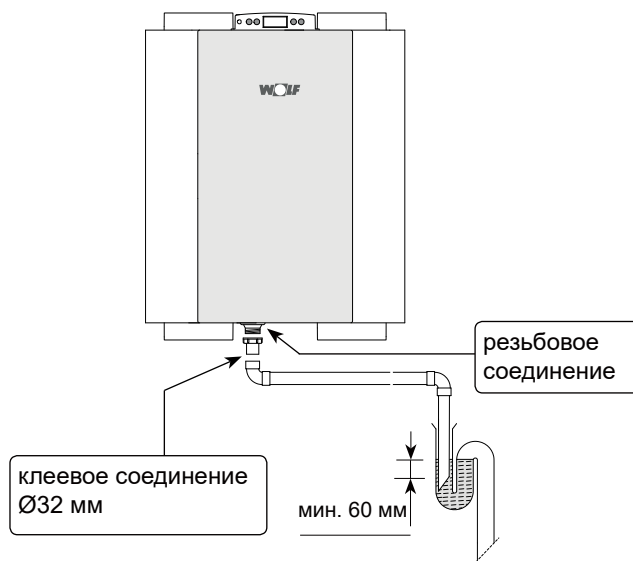 WOLF
резьбовое
соединение
клеевое соединение
Ø32 мм
мин. 60 мм